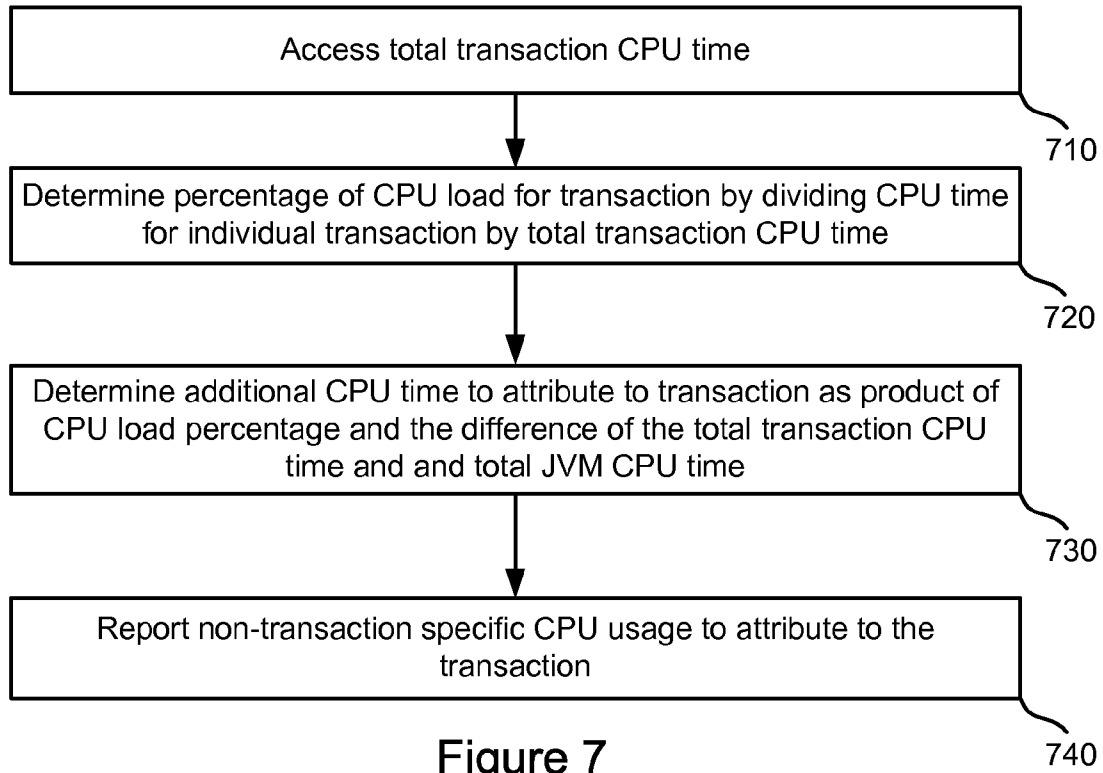 Access total transaction CPU time
710
Determine percentage of CPU load for transaction by dividing CPU time
for individual transaction by total transaction CPU time
720
Determine additional CPU time to attribute to transaction as product of
CPU load percentage and the difference of the total transaction CPU
time and and total JVM CPU time
730
Report non-transaction specific CPU usage to attribute to the
transaction
740
Figure 7